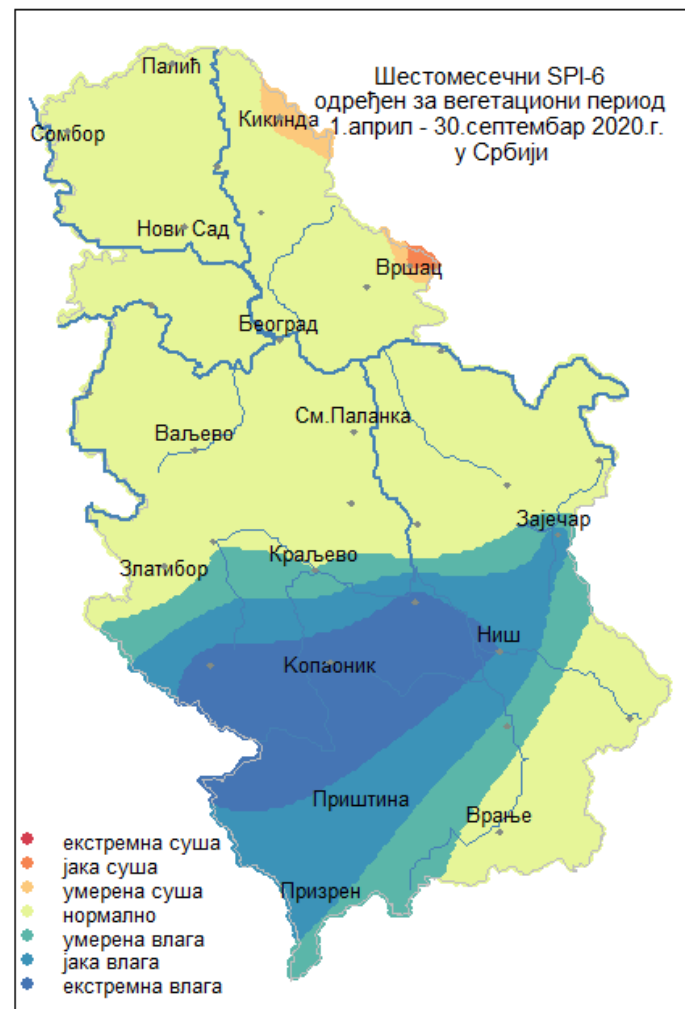 Шестомесечни SPI-6
одређен за вегетациони период
1.април - 30.септембар 2020.г.
у Србији
Палић
Кикинда
Сомбор
Нови Сад
Вршац
Београд
См.Паланка
Ваљево
Зајечар
Краљево
Златибор
Ниш
Копаоник
Приштина
Врање
Призрен
екстремна суша
јака суша
умерена суша
нормално
умерена влага
јака влага
екстремна влага